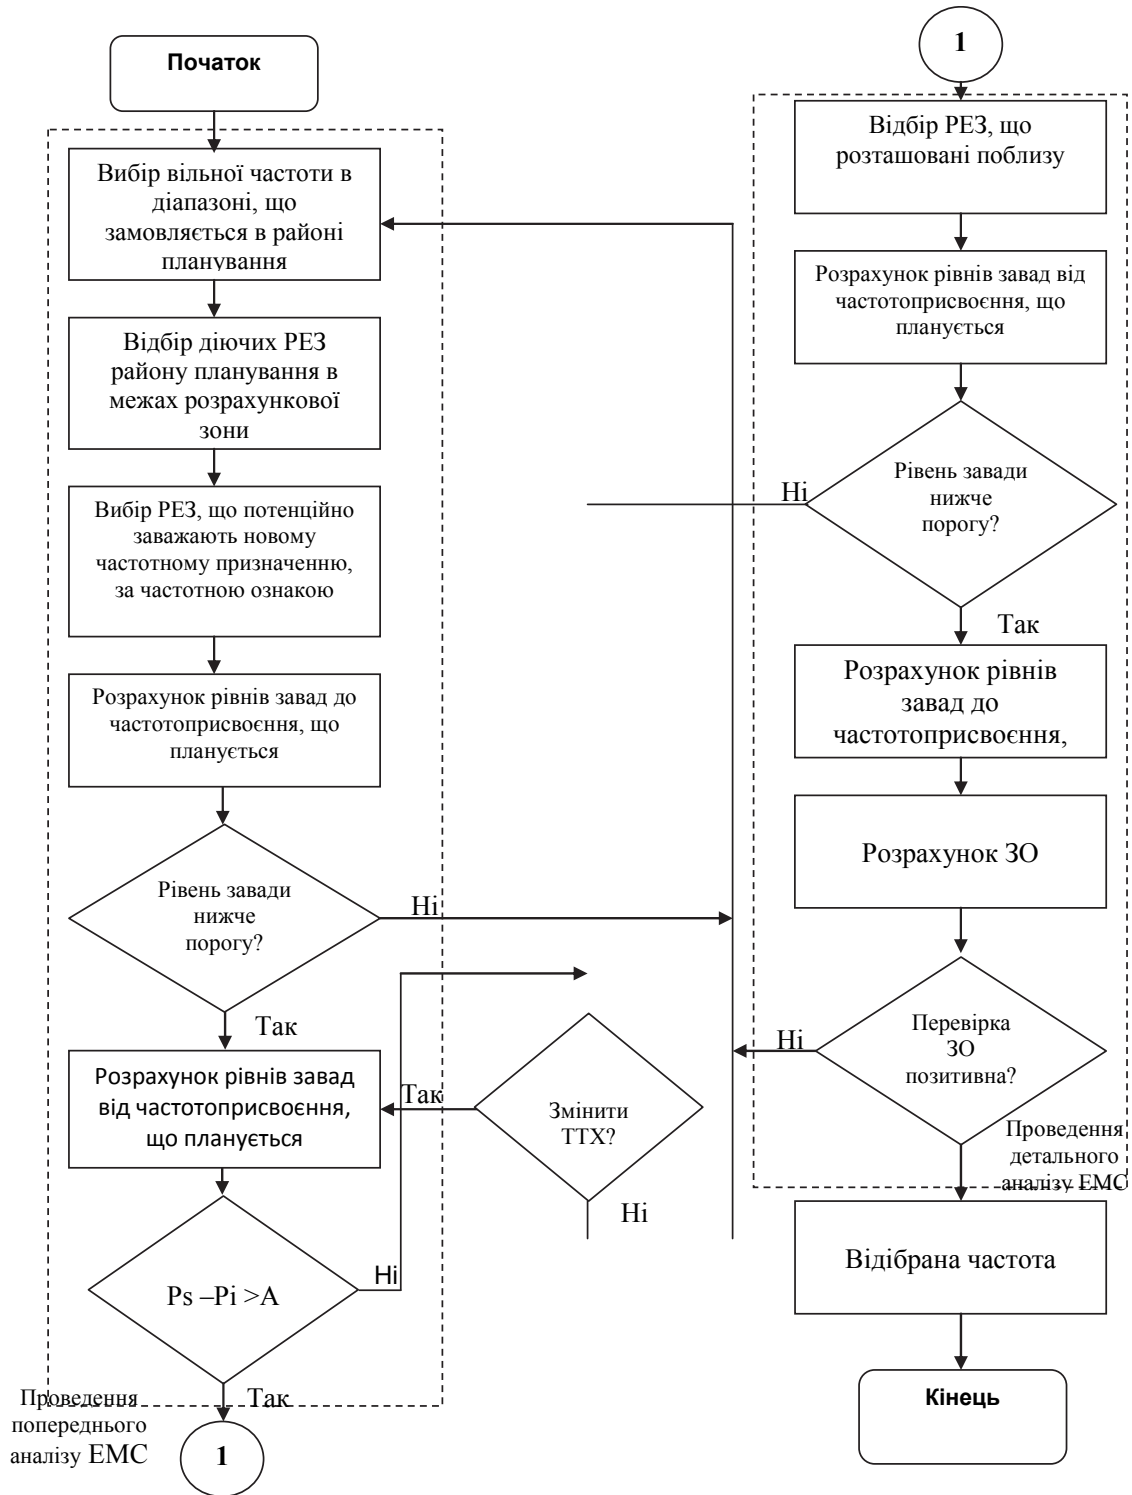 Початок
Вибір вільної частоти в
діапазоні, що
замовляється в районі
планування
Відбір діючих РЕЗ
району планування в
межах розрахункової
зони
Вибір РЕЗ, що потенційно
заважають новому
частотному призначенню,
за частотною ознакою
Розрахунок рівнів завад до
частотоприсвоєння, що
планується
Рівень завади
нижче
порогу?
Ні
Так
Розрахунок рівнів завад
від частотоприсвоєння,
що планується
Так
Змінити
ТТХ?
Ні
Ps –Pi >A
Ні
Так
Проведення
попереднього
аналізу ЕМС
1
1
Відбір РЕЗ, що
розташовані поблизу
Розрахунок рівнів завад від
частотоприсвоєння, що
планується
Рівень завади
нижче
порогу?
Ні
Так
Розрахунок рівнів
завад до
частотоприсвоєння,
Розрахунок ЗО
Перевірка
ЗО
позитивна?
Ні
Проведення
детального
аналізу ЕМС
Відібрана частота
Кінець